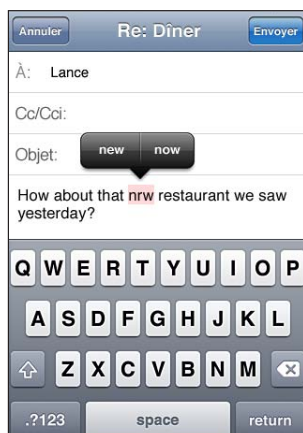 Annuler Re: Dîner Envoyer
À: Lance
Cc/Cci:
Objet:
new now
How about that nrw restaurant we saw
yesterday?
Q W E R T Y U I O P
A S D F G H J K L
Z X C V B N M
.?123 space return